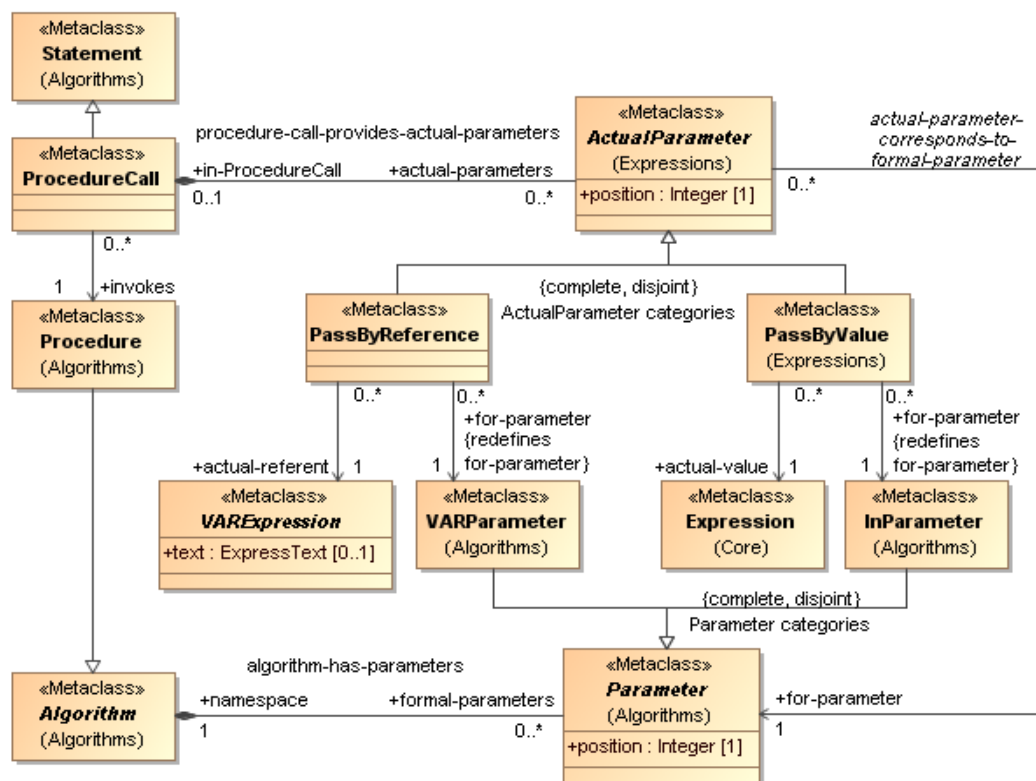 «Metaclass»
Statement
(Algorithms)
procedure-call-provides-actual-parameters
«Metaclass»
ProcedureCall
+in-ProcedureCall
0..1
+actual-parameters
0..*
«Metaclass»
ActualParameter
(Expressions)
+position : Integer [1]
actual-parameter-
corresponds-to-
formal-parameter
0..*
0..*
1
+invokes
{complete, disjoint}
ActualParameter categories
«Metaclass»
Procedure
(Algorithms)
«Metaclass»
PassByReference
«Metaclass»
PassByValue
(Expressions)
0..*
0..*
+for-parameter
{redefines
for-parameter}
+actual-referent
1
1
0..*
0..*
+for-parameter
{redefines
for-parameter}
+actual-value
1
1
«Metaclass»
VARExpression
+text : ExpressText [0..1]
«Metaclass»
VARParameter
(Algorithms)
«Metaclass»
Expression
(Core)
«Metaclass»
InParameter
(Algorithms)
{complete, disjoint}
Parameter categories
algorithm-has-parameters
«Metaclass»
Algorithm
(Algorithms)
+namespace
1
+formal-parameters
0..*
«Metaclass»
Parameter
(Algorithms)
+position : Integer [1]
+for-parameter
1